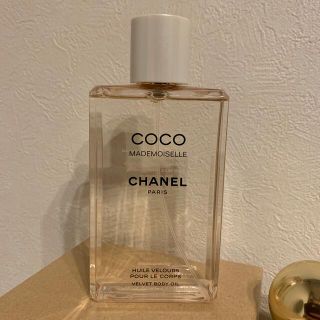 COCO
MADEMOISELLE
CHANEL
PARIS
HUILE VELOURS
POUR LE CORPS
VELVET BODY OIL